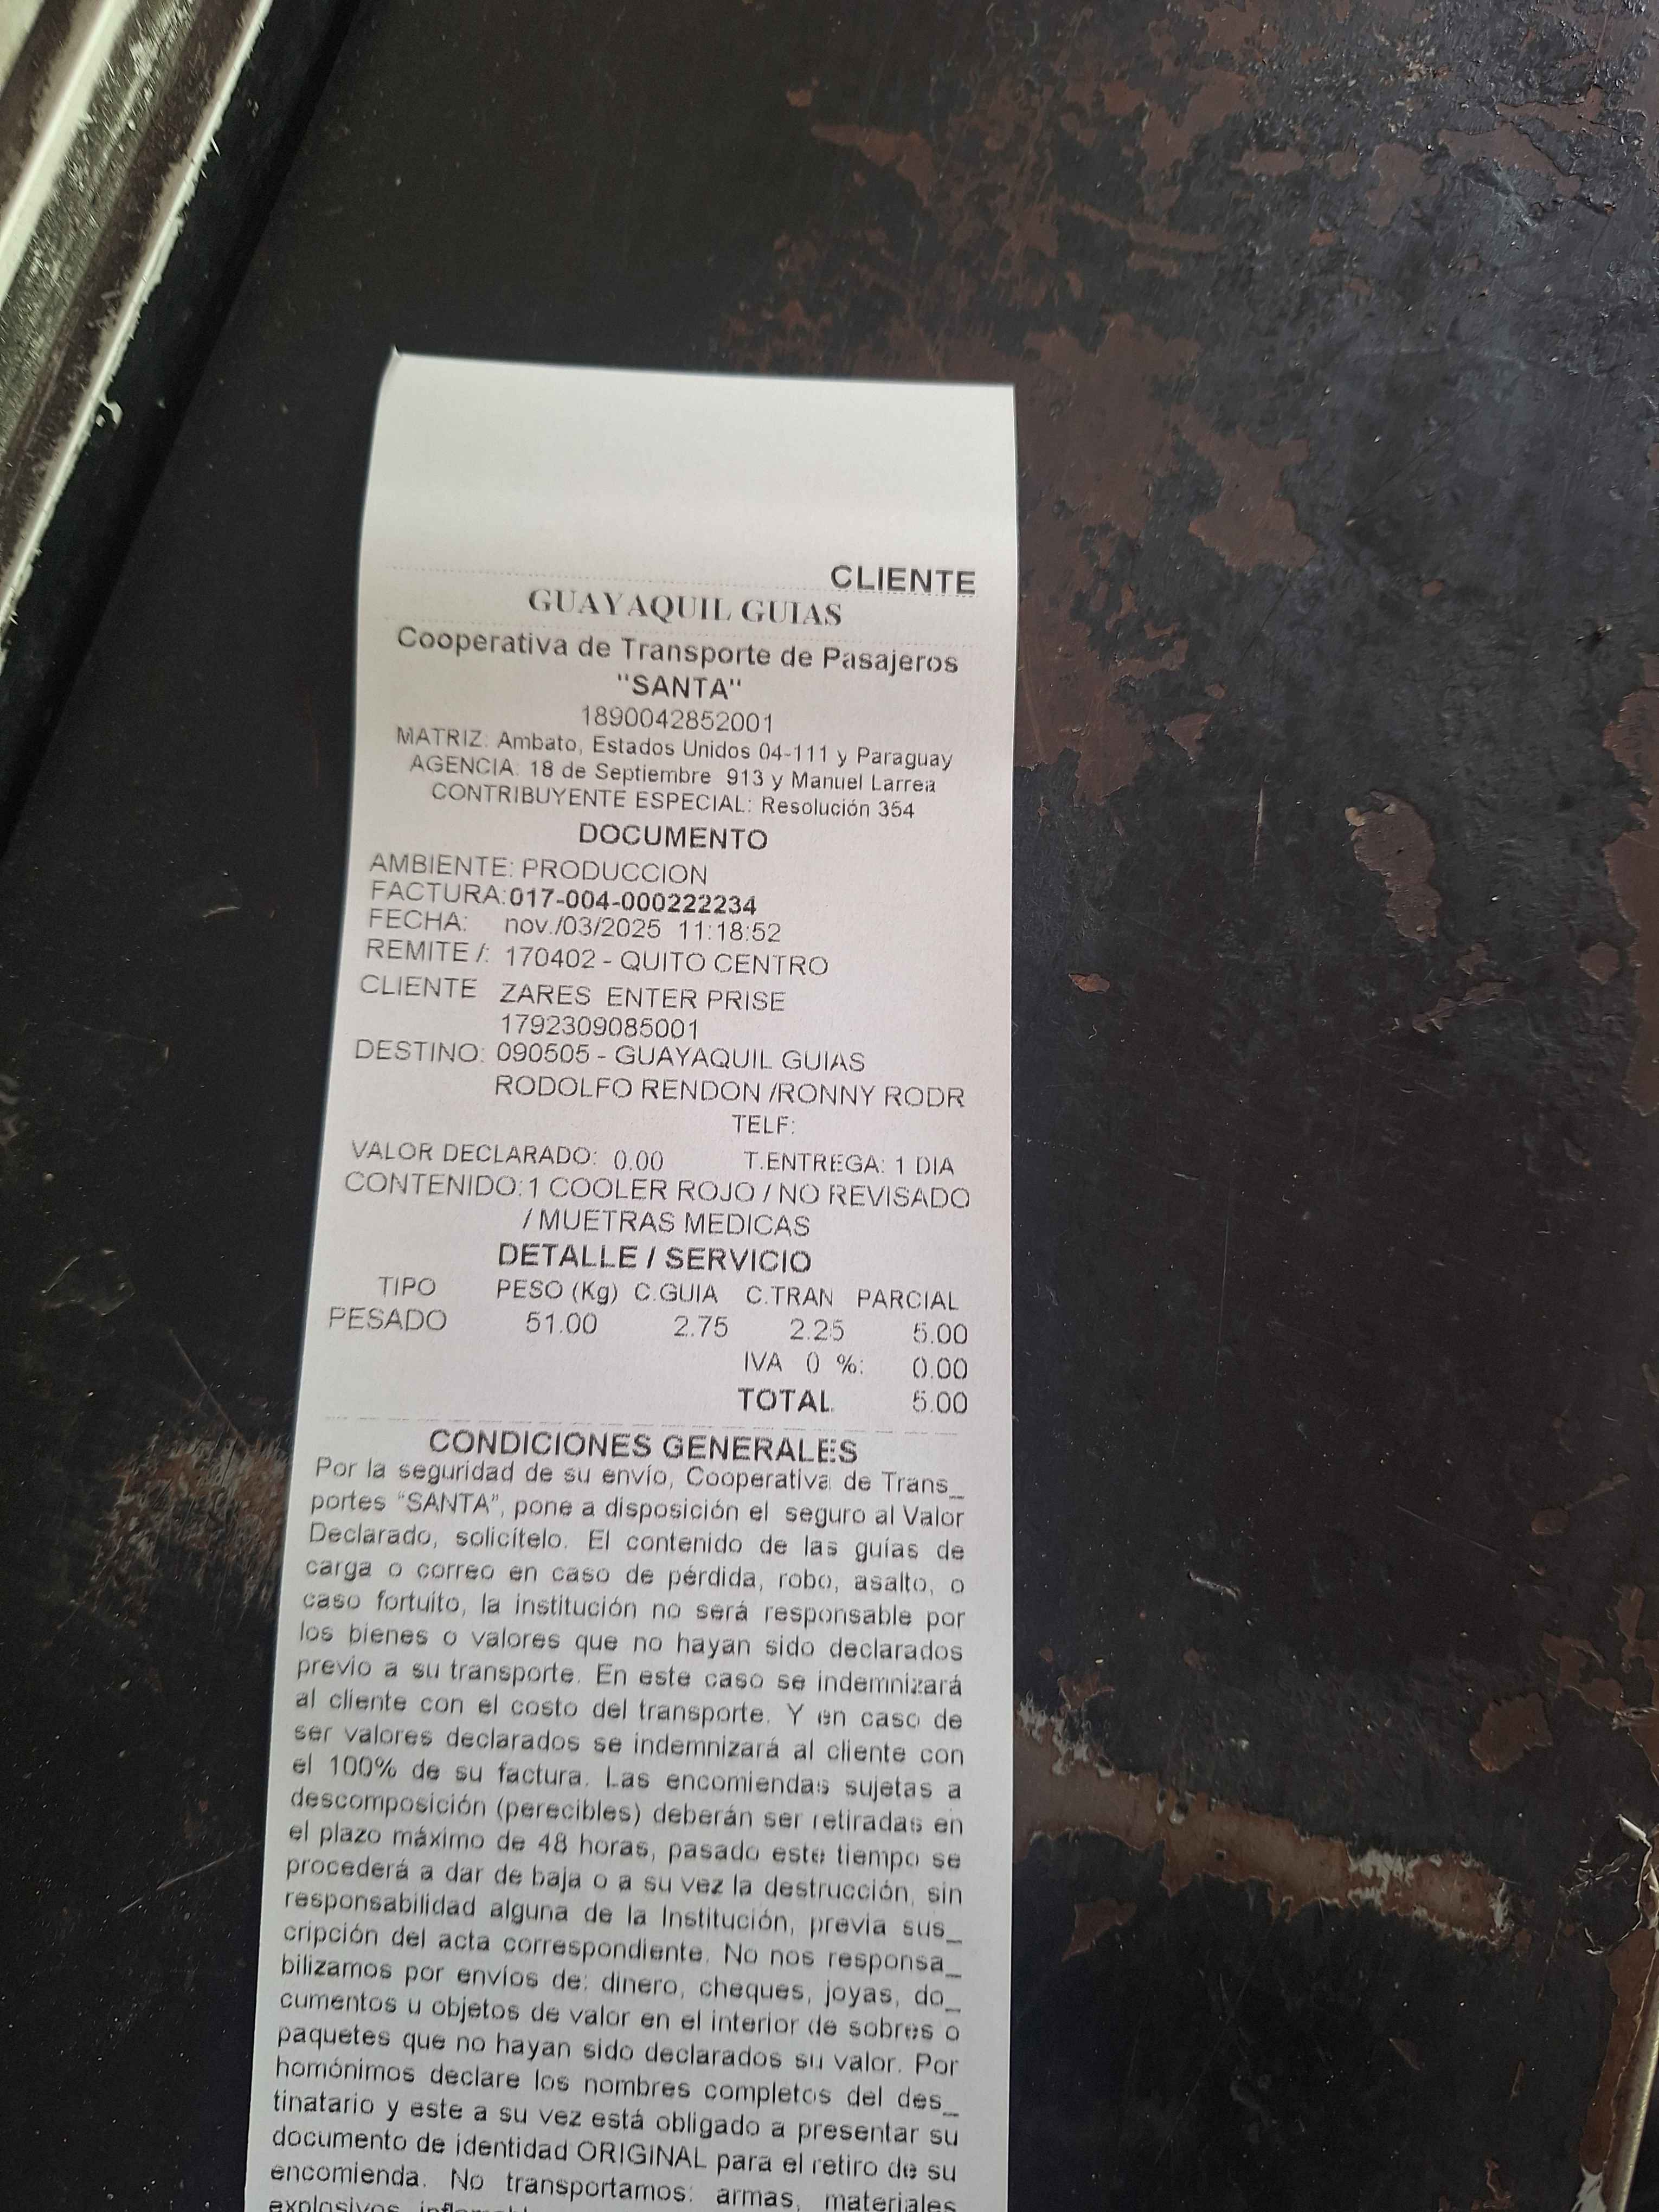 CLIENTE
GUAYAQUIL GUIAS
Cooperativa de Transporte de Pasajeros
"SANTA"
1890042852001
MATRIZ: Ambato, Estados Unidos 04-111 y Paraguay
AGENCIA: 18 de Septiembre 913 y Manuel Larrea
CONTRIBUYENTE ESPECIAL: Resolución 354
DOCUMENTO
AMBIENTE: PRODUCCION
FACTURA:017-004-000222234
FECHA: nov./03/2025 11:18:52
REMITE /: 170402 - QUITO CENTRO
CLIENTE ZARES ENTER PRISE
1792309085001
DESTINO: 090505 - GUAYAQUIL GUIAS
RODOLFO RENDON /RONNY RODR
TELF:
VALOR DECLARADO: 0.00 T.ENTREGA: 1 DIA
CONTENIDO:1 COOLER ROJO / NO REVISADO
/ MUETRAS MEDICAS
DETALLE / SERVICIO
TIPO PESO (Kg) C.GUIA C.TRAN PARCIAL
PESADO 51.00 2.75 2.25 5.00
IVA 0 %: 0.00
TOTAL 5.00
CONDICIONES GENERALES
Por la seguridad de su envío, Cooperativa de Trans_
portes “SANTA”, pone a disposición el seguro al Valor
Declarado, solicítelo. El contenido de las guías de
carga o correo en caso de pérdida, robo, asalto, o
caso fortuito, la institución no será responsable por
los bienes o valores que no hayan sido declarados
previo a su transporte. En este caso se indemnizará
al cliente con el costo del transporte. Y en caso de
ser valores declarados se indemnizará al cliente con
el 100% de su factura. Las encomiendas sujetas a
descomposición (perecibles) deberán ser retiradas en
el plazo máximo de 48 horas, pasado este tiempo se
procederá a dar de baja o a su vez la destrucción, sin
responsabilidad alguna de la Institución, previa sus_
cripción del acta correspondiente. No nos responsa_
bilizamos por envíos de: dinero, cheques, joyas, do_
cumentos u objetos de valor en el interior de sobres o
paquetes que no hayan sido declarados su valor. Por
homónimos declare los nombres completos del des_
tinatario y este a su vez está obligado a presentar su
documento de identidad ORIGINAL para el retiro de su
encomienda. No transportamos: armas, materiales
explosivos,